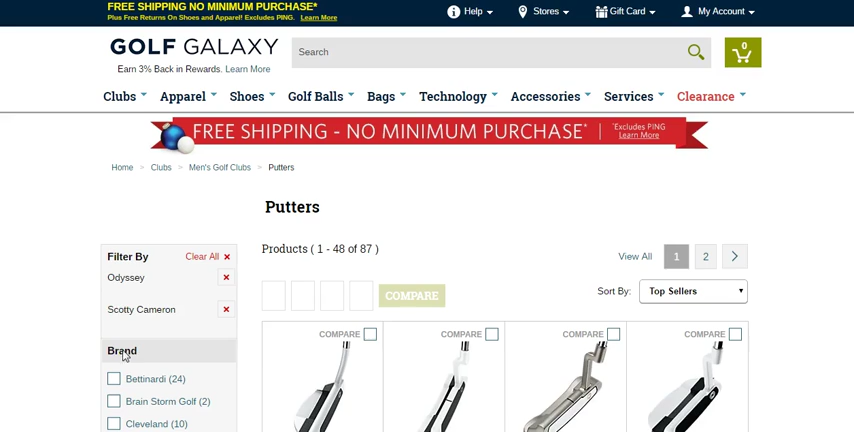 FREE SHIPPING NO MINIMUM PURCHASE*
Plus Free Returns On Shoes and Apparel! Excludes PING. Learn More
Help Stores Gift Card My Account
GOLF GALAXY
Search
0
Earn 3% Back in Rewards. Learn More
Clubs Apparel Shoes Golf Balls Bags Technology Accessories Services Clearance
FREE SHIPPING - NO MINIMUM PURCHASE* | *Excludes PING
Learn More
Home > Clubs > Men's Golf Clubs > Putters
Putters
Products ( 1 - 48 of 87 )
View All 1 2
Sort By: Top Sellers
COMPARE
Filter By Clear All
Odyssey
Scotty Cameron
Brand
Bettinardi (24)
Brain Storm Golf (2)
Cleveland (10)
COMPARE COMPARE COMPARE COMPARE